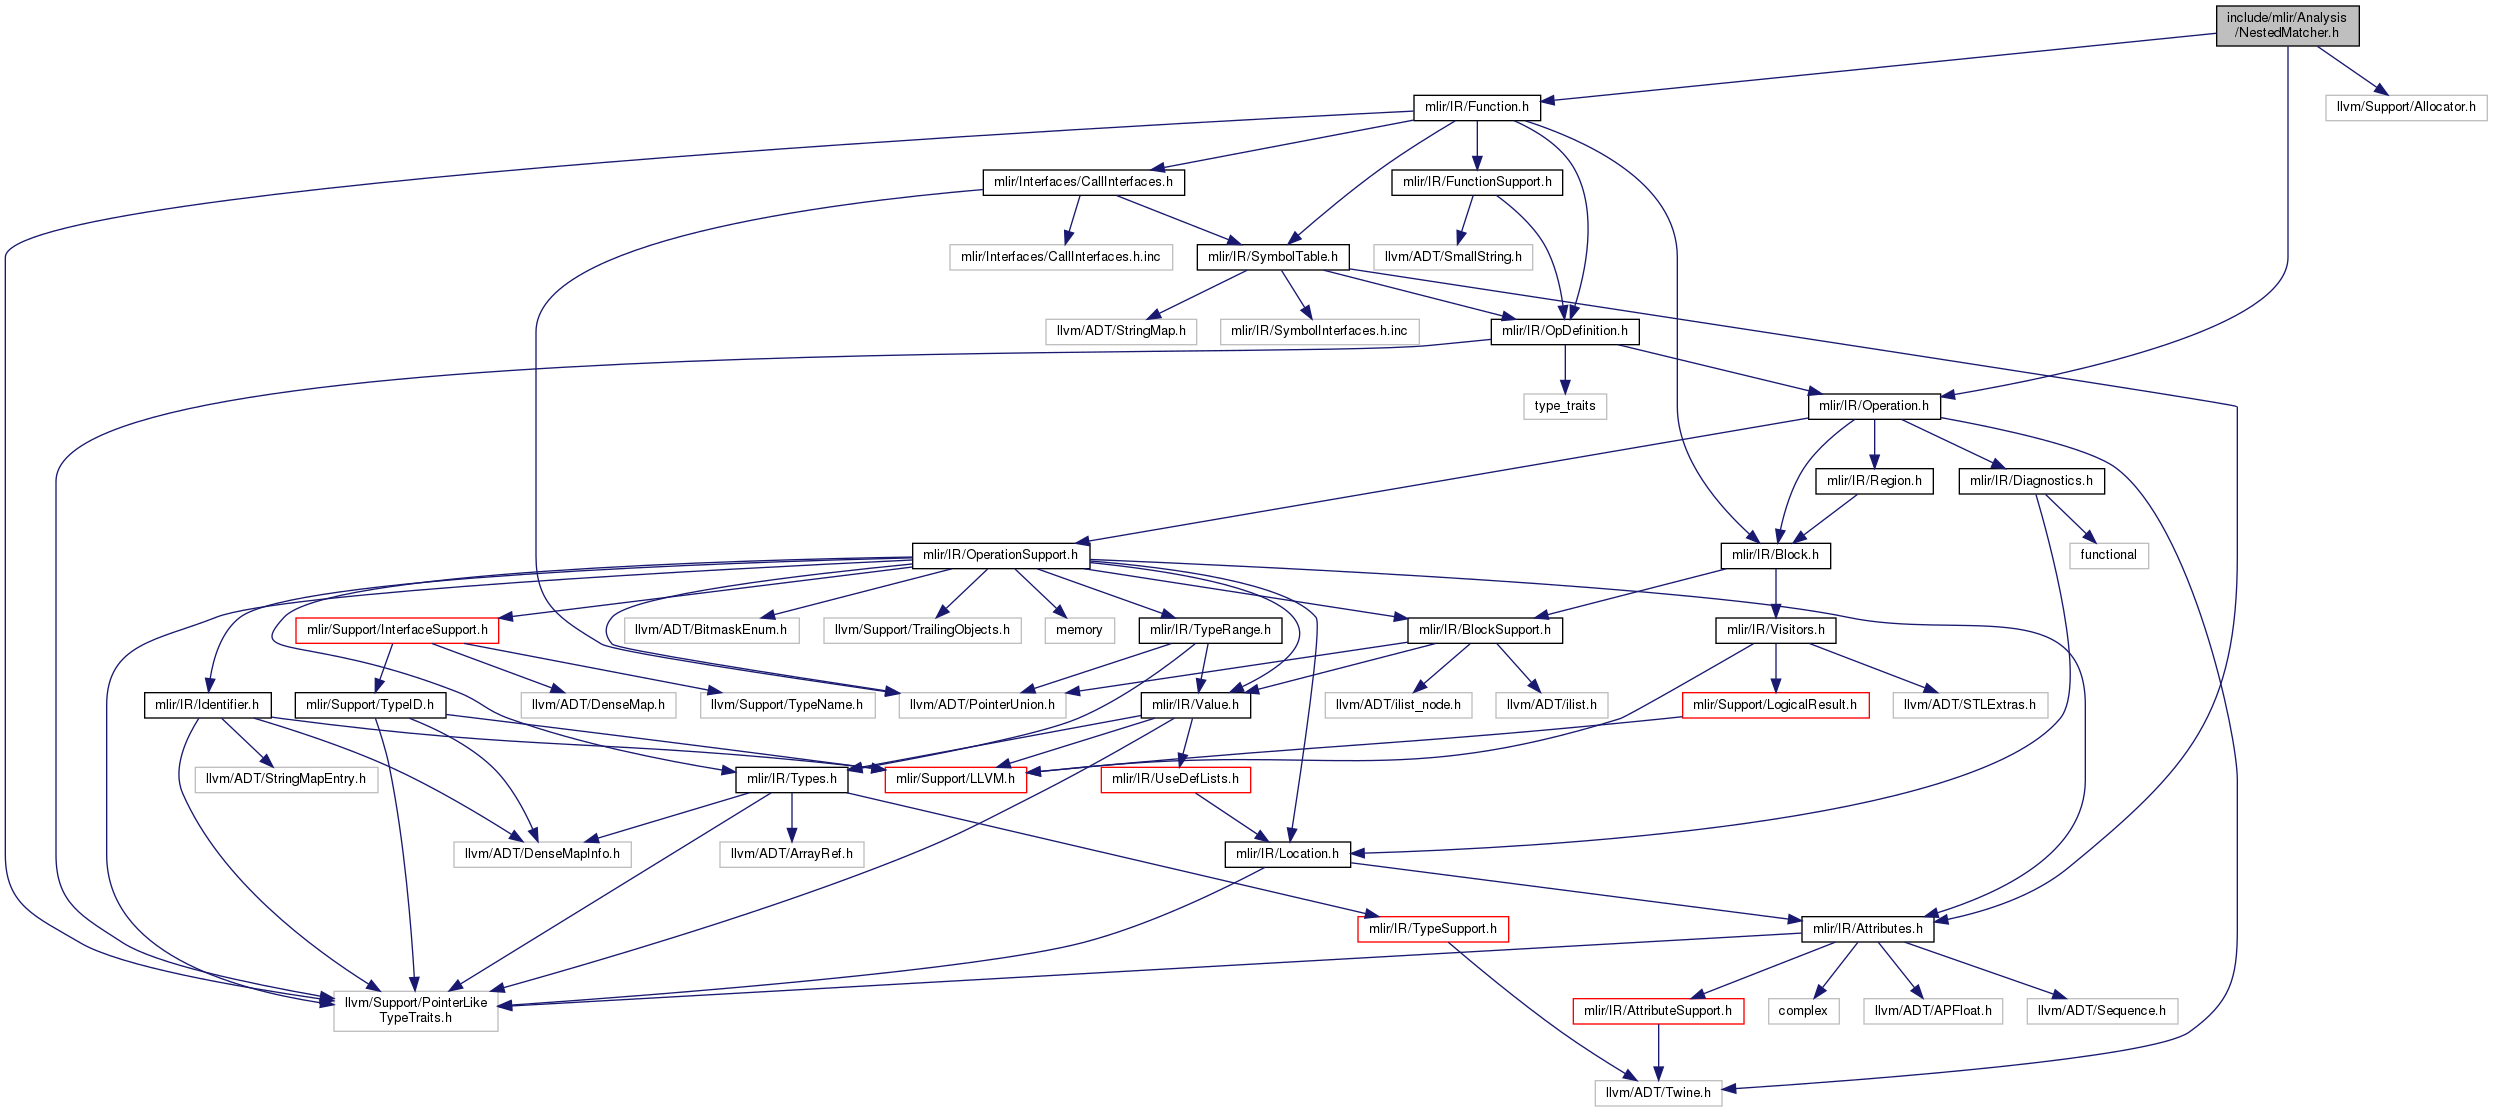 include/mlir/Analysis
/NestedMatcher.h
mlir/IR/Function.h
llvm/Support/Allocator.h
mlir/Interfaces/CallInterfaces.h
mlir/IR/FunctionSupport.h
mlir/Interfaces/CallInterfaces.h.inc
mlir/IR/SymbolTable.h
llvm/ADT/SmallString.h
llvm/ADT/StringMap.h
mlir/IR/SymbolInterfaces.h.inc
mlir/IR/OpDefinition.h
type_traits
mlir/IR/Operation.h
mlir/IR/Region.h
mlir/IR/Diagnostics.h
mlir/IR/OperationSupport.h
mlir/IR/Block.h
functional
mlir/Support/InterfaceSupport.h
llvm/ADT/BitmaskEnum.h
llvm/Support/TrailingObjects.h
memory
mlir/IR/TypeRange.h
mlir/IR/BlockSupport.h
mlir/IR/Visitors.h
mlir/IR/Identifier.h
mlir/Support/TypeID.h
llvm/ADT/DenseMap.h
llvm/Support/TypeName.h
llvm/ADT/PointerUnion.h
mlir/IR/Value.h
llvm/ADT/ilist_node.h
llvm/ADT/ilist.h
mlir/Support/LogicalResult.h
llvm/ADT/STLExtras.h
llvm/ADT/StringMapEntry.h
mlir/IR/Types.h
mlir/Support/LLVM.h
mlir/IR/UseDefLists.h
llvm/ADT/DenseMapInfo.h
llvm/ADT/ArrayRef.h
mlir/IR/Location.h
mlir/IR/TypeSupport.h
mlir/IR/Attributes.h
llvm/Support/PointerLike
TypeTraits.h
mlir/IR/AttributeSupport.h
complex
llvm/ADT/APFloat.h
llvm/ADT/Sequence.h
llvm/ADT/Twine.h